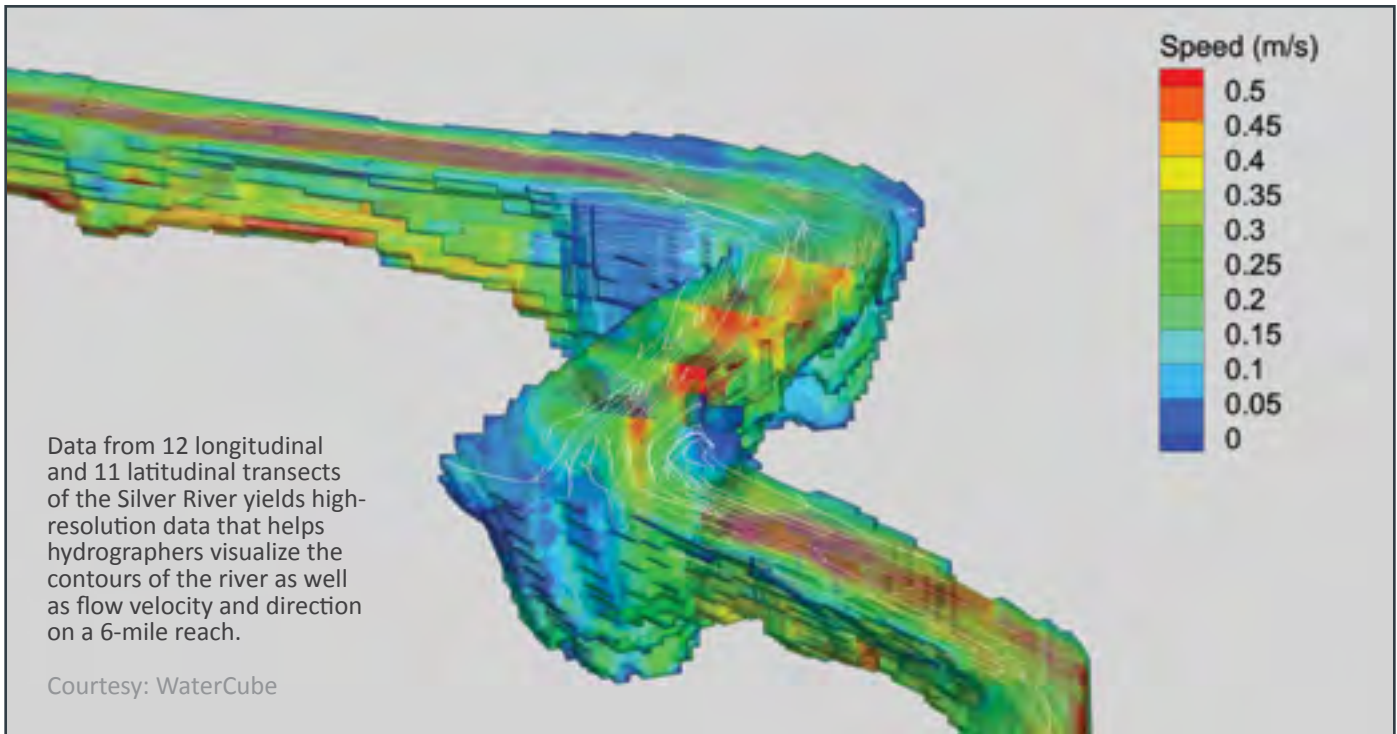 Speed (m/s)
0.5
0.45
0.4
0.35
0.3
0.25
0.2
0.15
0.1
0.05
0
Data from 12 longitudinal
and 11 latitudinal transects
of the Silver River yields high-
resolution data that helps
hydrographers visualize the
contours of the river as well
as flow velocity and direction
on a 6-mile reach.
Courtesy: WaterCube